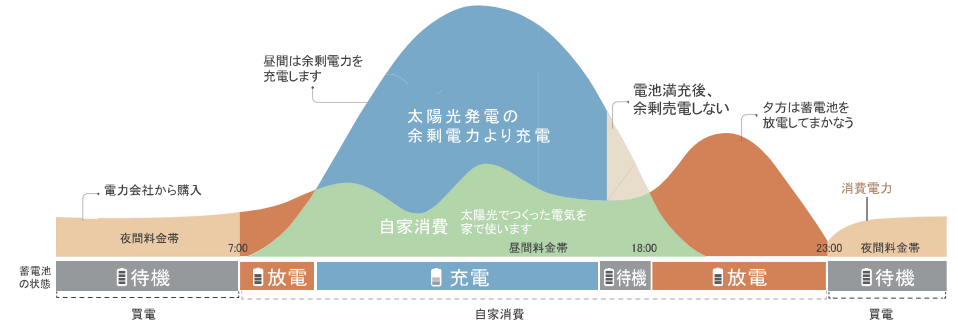 昼間は余剰電力を
充電します
太陽光発電の
余剰電力より充電
電池満充後、
余剰売電しない
夕方は蓄電池を
放電してまかなう
電力会社から購入
消費電力
自家消費
太陽光でつくった電気を
家で使います
夜間料金帯
7:00
昼間料金帯
18:00
23:00
夜間料金帯
蓄電池
の状態
待機
放電
充電
待機
放電
待機
買電
自家消費
買電